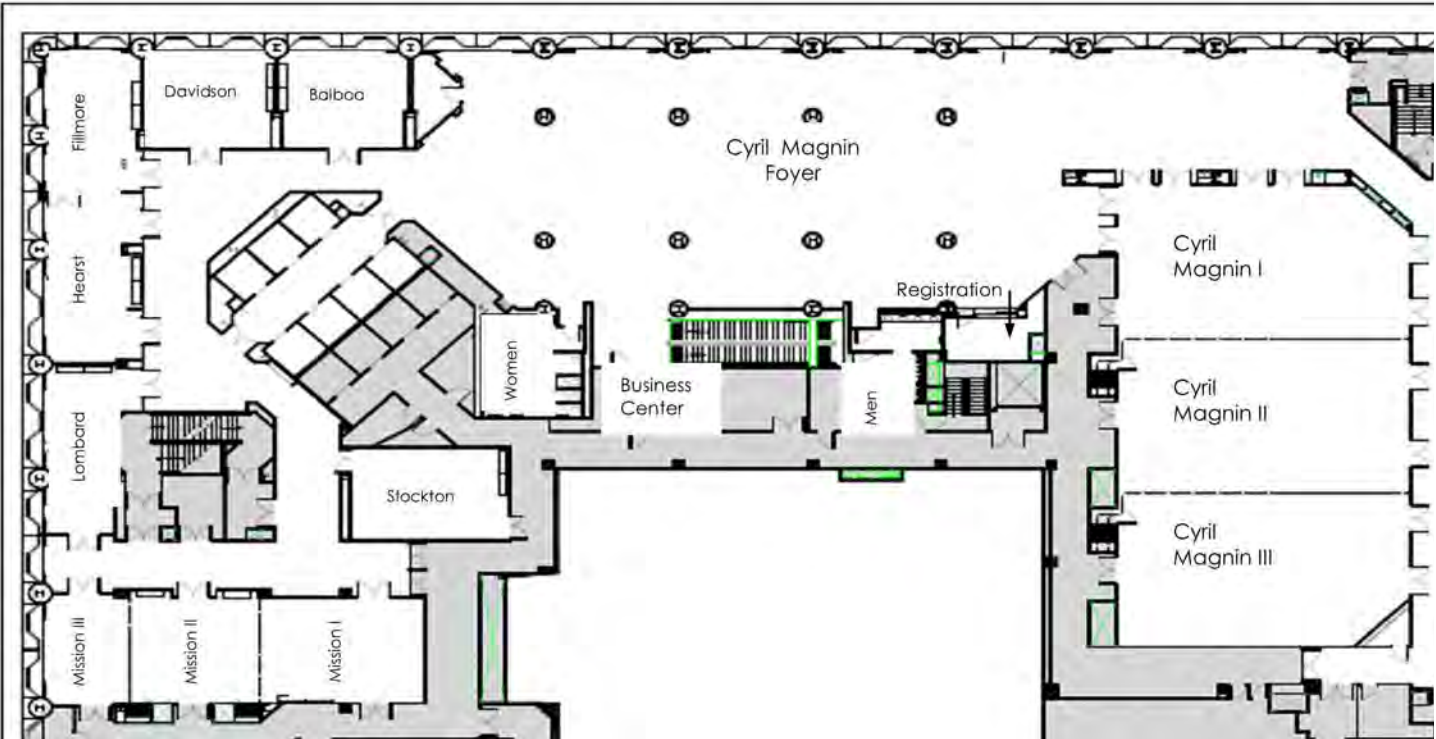 Fillmore
Davidson
Balboa
Cyril Magnin
Foyer
Hearst
Cyril
Magnin I
Registration
Women
Business
Center
Men
Cyril
Magnin II
Lombard
Stockton
Cyril
Magnin III
Mission III
Mission II
Mission I